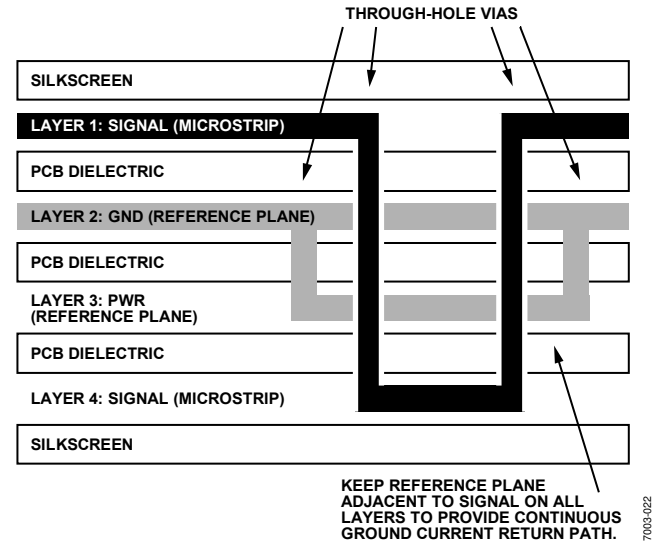 THROUGH-HOLE VIAS
SILKSCREEN
LAYER 1: SIGNAL (MICROSTRIP)
PCB DIELECTRIC
LAYER 2: GND (REFERENCE PLANE)
PCB DIELECTRIC
LAYER 3: PWR
(REFERENCE PLANE)
PCB DIELECTRIC
LAYER 4: SIGNAL (MICROSTRIP)
SILKSCREEN
KEEP REFERENCE PLANE
ADJACENT TO SIGNAL ON ALL
LAYERS TO PROVIDE CONTINUOUS
GROUND CURRENT RETURN PATH.
7003-022